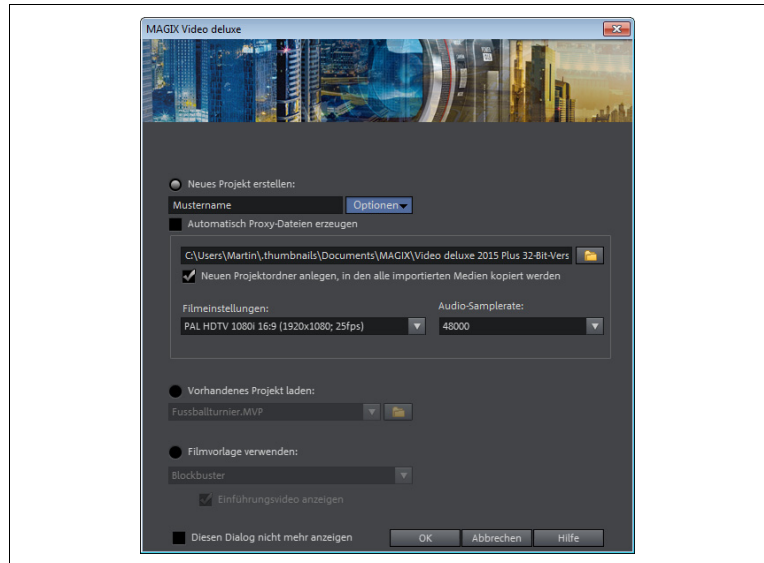 MAGIX Video deluxe
Neues Projekt erstellen:
Mustername
Optionen
Automatisch Proxy-Dateien erzeugen
C:\Users\Martin\.thumbnails\Documents\MAGIX\Video deluxe 2015 Plus 32-Bit-Vers
Neuen Projektordner anlegen, in den alle importierten Medien kopiert werden
Filmeinstellungen:
Audio-Samplerate:
PAL HDTV 1080i 16:9 (1920x1080; 25fps)
48000
Vorhandenes Projekt laden:
Fussballturnier.MVP
Filmvorlage verwenden:
Blockbuster
Einführungsvideo anzeigen
Diesen Dialog nicht mehr anzeigen
OK
Abbrechen
Hilfe